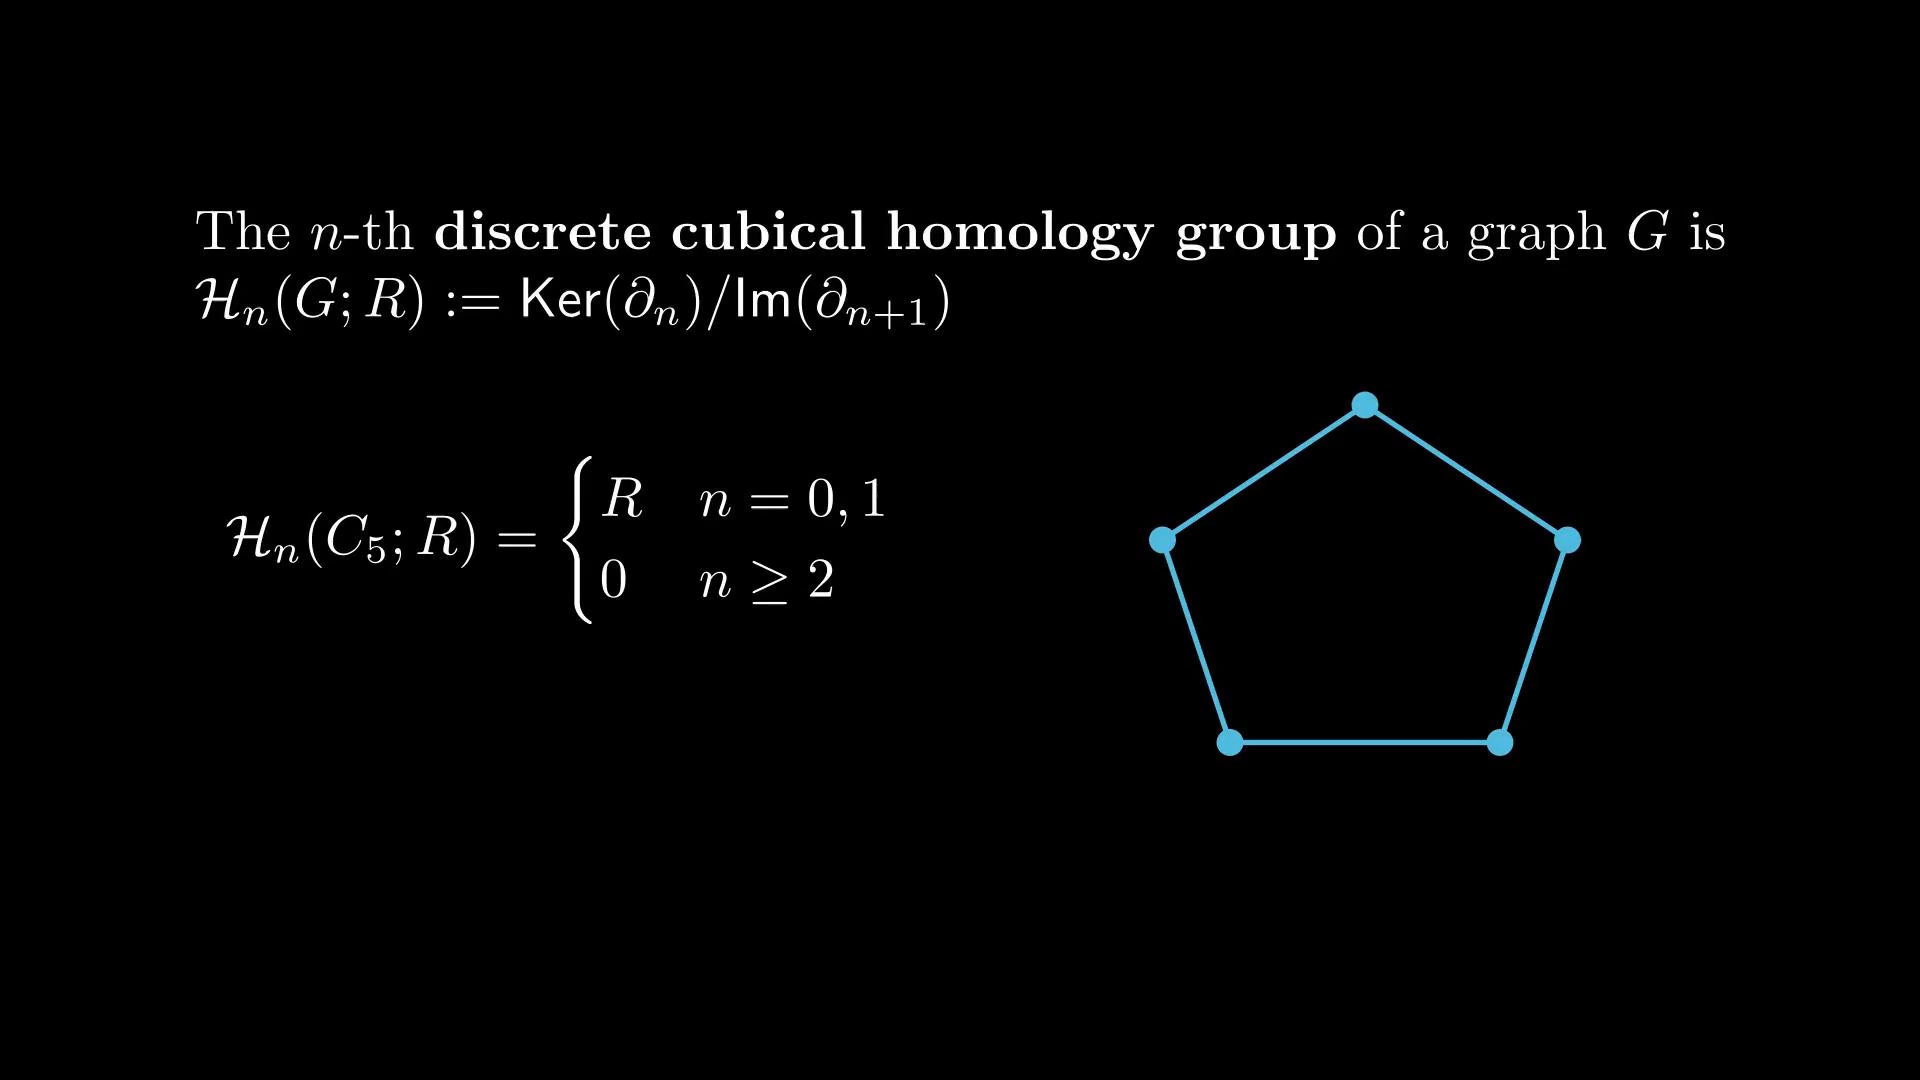 The n-th discrete cubical homology group of a graph G is
ℋₙ(G; R) := Ker(∂ₙ)/Im(∂ₙ₊₁)
ℋₙ(C₅; R) = { R n = 0, 1
0 n ≥ 2